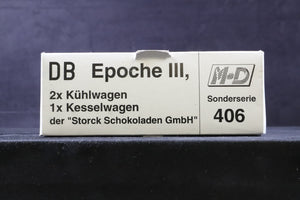 DB Epoche III,
2x Kühlwagen
1x Kesselwagen
der "Storck Schokoladen GmbH"
M+D
Sonderserie
406